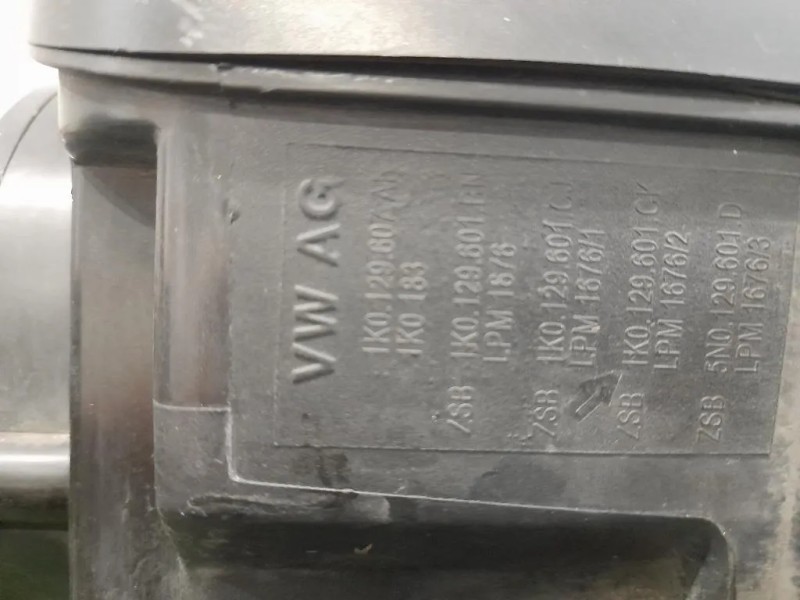 VW AG
1K0.129.607.AA
1K0 183
ZSB 1K0.129.601.BN
LPM 1676
ZSB 1K0.129.601.CJ
LPM 1676/1
ZSB 1K0.129.601.CK
LPM 1676/2
ZSB 5N0.129.601.D
LPM 1676/3